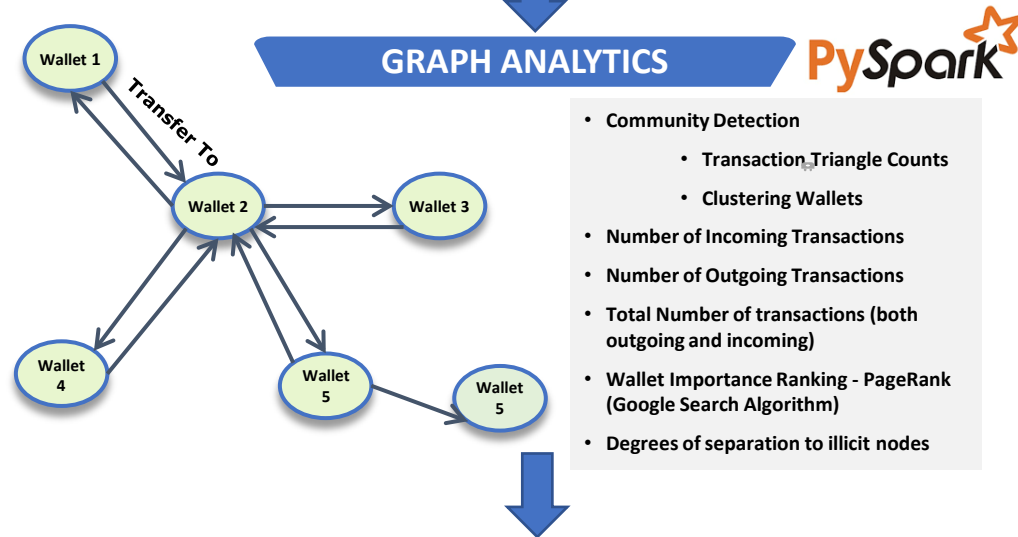 GRAPH ANALYTICS
PySpark
Wallet 1
Transfer To
Wallet 2
Wallet 3
Wallet
4
Wallet
5
Wallet
5
• Community Detection
• Transaction Triangle Counts
• Clustering Wallets
• Number of Incoming Transactions
• Number of Outgoing Transactions
• Total Number of transactions (both
outgoing and incoming)
• Wallet Importance Ranking - PageRank
(Google Search Algorithm)
• Degrees of separation to illicit nodes